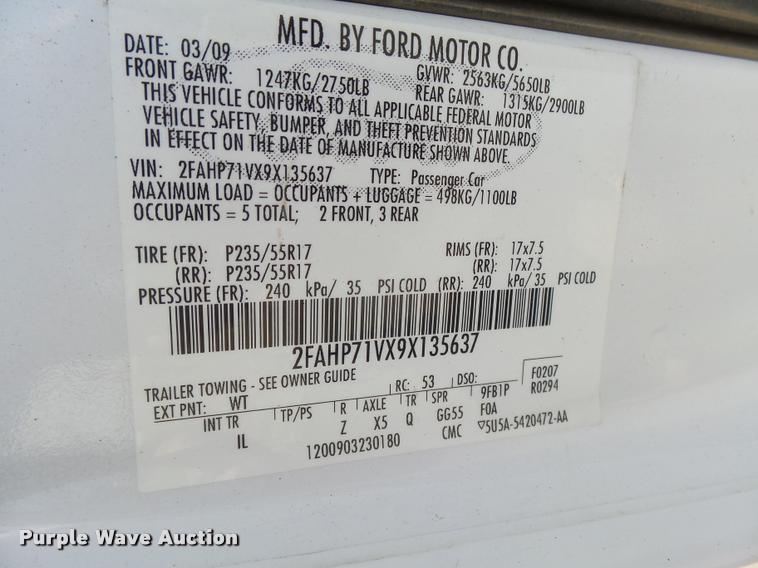 MFD. BY FORD MOTOR CO.
DATE: 03/09 GVWR: 2563KG/5650LB
FRONT GAWR: 1247KG/2750LB REAR GAWR: 1315KG/2900LB
THIS VEHICLE CONFORMS TO ALL APPLICABLE FEDERAL MOTOR
VEHICLE SAFETY, BUMPER, AND THEFT PREVENTION STANDARDS
IN EFFECT ON THE DATE OF MANUFACTURE SHOWN ABOVE.
VIN: 2FAHP71VX9X135637 TYPE: Passenger Car
MAXIMUM LOAD = OCCUPANTS + LUGGAGE = 498KG/1100LB
OCCUPANTS = 5 TOTAL; 2 FRONT, 3 REAR
TIRE (FR): P235/55R17 RIMS (FR): 17x7.5
(RR): P235/55R17 (RR): 17x7.5
PRESSURE (FR): 240 kPa/ 35 PSI COLD (RR): 240 kPa/ 35 PSI COLD
2FAHP71VX9X135637
TRAILER TOWING - SEE OWNER GUIDE RC: 53 DSO: F0207
EXT PNT: WT 9FB1P R0294
INT TR TP/PS R AXLE TR SPR F0A
IL Z X5 Q GG55 ▽5U5A-5420472-AA
1200903230180 CMC
Purple Wave Auction